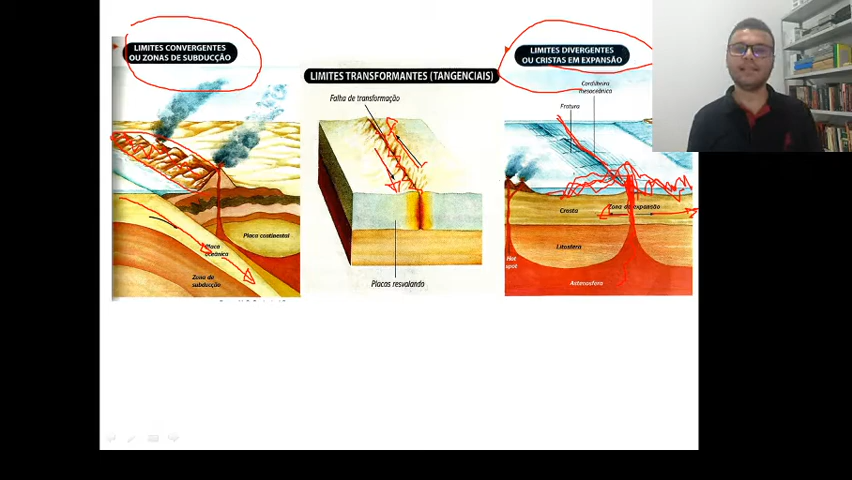 LIMITES CONVERGENTES
OU ZONAS DE SUBDUCÇÃO
Placa continental
Placa
oceânica
Zona de
subducção
LIMITES TRANSFORMANTES (TANGENCIAIS)
Falha de transformação
Placas resvalando
LIMITES DIVERGENTES
OU CRISTAS EM EXPANSÃO
Cordilheira
mesoceânica
Fratura
Zona de expansão
Crosta
Litosfera
Hot
spot
Astenosfera